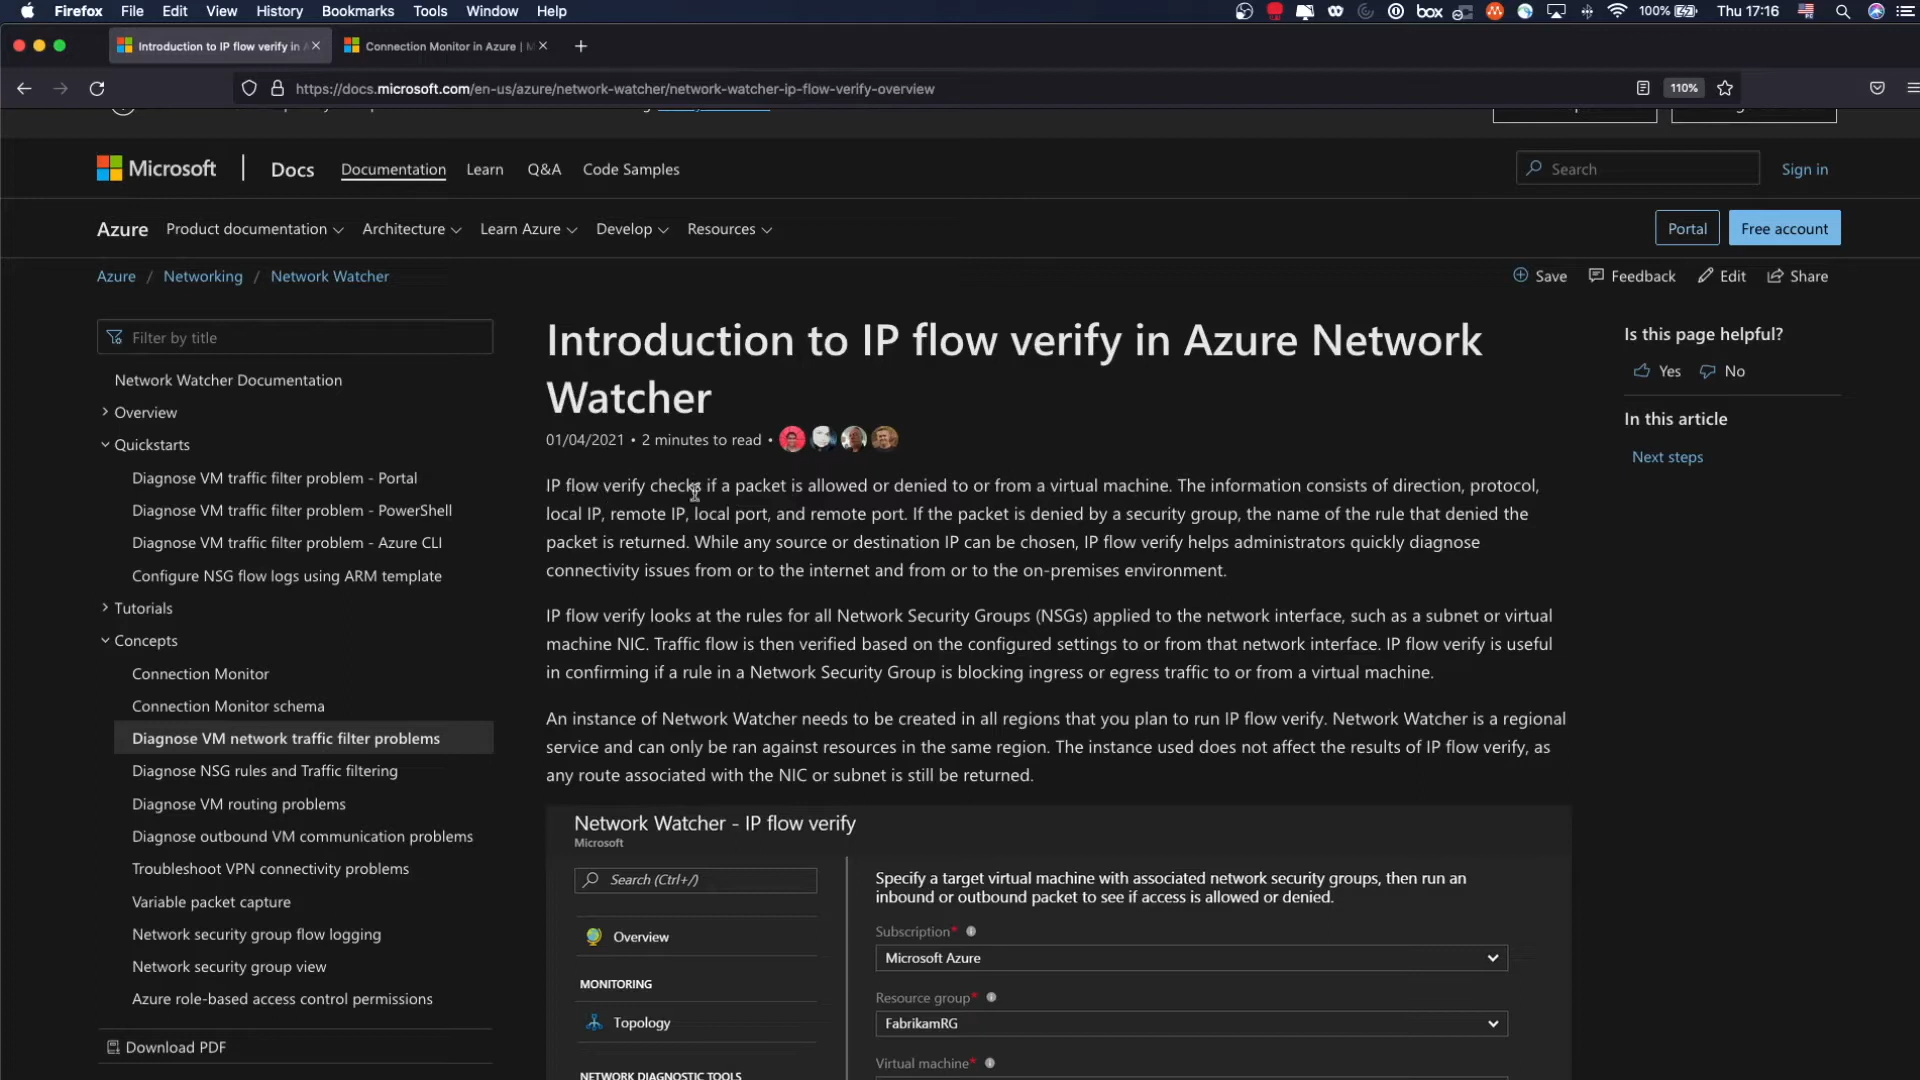 Firefox File Edit View History Bookmarks Tools Window Help
box 100% Thu 17:16
Introduction to IP flow verify in A
Connection Monitor in Azure | M
https://docs.microsoft.com/en-us/azure/network-watcher/network-watcher-ip-flow-verify-overview
110%
Microsoft Docs Documentation Learn Q&A Code Samples
Search
Sign in
Azure Product documentation Architecture Learn Azure Develop Resources
Portal Free account
Azure / Networking / Network Watcher
Save Feedback Edit Share
Filter by title
Network Watcher Documentation
Overview
Quickstarts
Diagnose VM traffic filter problem - Portal
Diagnose VM traffic filter problem - PowerShell
Diagnose VM traffic filter problem - Azure CLI
Configure NSG flow logs using ARM template
Tutorials
Concepts
Connection Monitor
Connection Monitor schema
Diagnose VM network traffic filter problems
Diagnose NSG rules and Traffic filtering
Diagnose VM routing problems
Diagnose outbound VM communication problems
Troubleshoot VPN connectivity problems
Variable packet capture
Network security group flow logging
Network security group view
Azure role-based access control permissions
Download PDF
Introduction to IP flow verify in Azure Network
Watcher
01/04/2021 • 2 minutes to read •
IP flow verify checks if a packet is allowed or denied to or from a virtual machine. The information consists of direction, protocol,
local IP, remote IP, local port, and remote port. If the packet is denied by a security group, the name of the rule that denied the
packet is returned. While any source or destination IP can be chosen, IP flow verify helps administrators quickly diagnose
connectivity issues from or to the internet and from or to the on-premises environment.
IP flow verify looks at the rules for all Network Security Groups (NSGs) applied to the network interface, such as a subnet or virtual
machine NIC. Traffic flow is then verified based on the configured settings to or from that network interface. IP flow verify is useful
in confirming if a rule in a Network Security Group is blocking ingress or egress traffic to or from a virtual machine.
An instance of Network Watcher needs to be created in all regions that you plan to run IP flow verify. Network Watcher is a regional
service and can only be ran against resources in the same region. The instance used does not affect the results of IP flow verify, as
any route associated with the NIC or subnet is still be returned.
Network Watcher - IP flow verify
Microsoft
Search (Ctrl+/)
Overview
MONITORING
Topology
NETWORK DIAGNOSTIC TOOLS
Specify a target virtual machine with associated network security groups, then run an
inbound or outbound packet to see if access is allowed or denied.
Subscription*
Microsoft Azure
Resource group*
FabrikamRG
Virtual machine*
Is this page helpful?
Yes No
In this article
Next steps